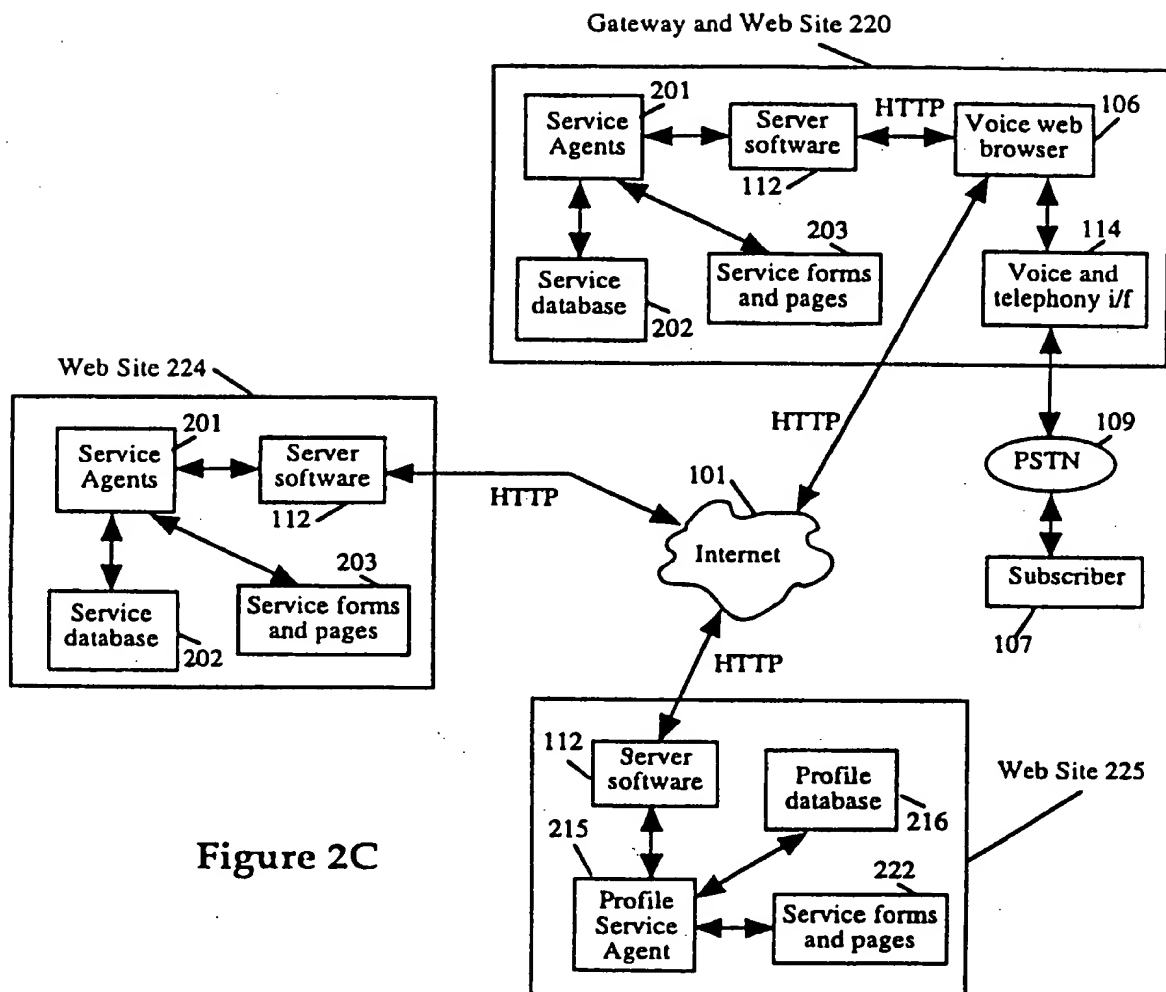 Gateway and Web Site 220
201
Service
Agents
Server
software
112
HTTP
Voice web
browser
106
114
Voice and
telephony i/f
203
Service forms
and pages
Service
database
202
Web Site 224
201
Service
Agents
Server
software
112
HTTP
203
Service forms
and pages
Service
database
202
HTTP
101
Internet
109
PSTN
Subscriber
107
HTTP
112
Server
software
Profile
database
216
Web Site 225
215
Profile
Service
Agent
222
Service forms
and pages
Figure 2C